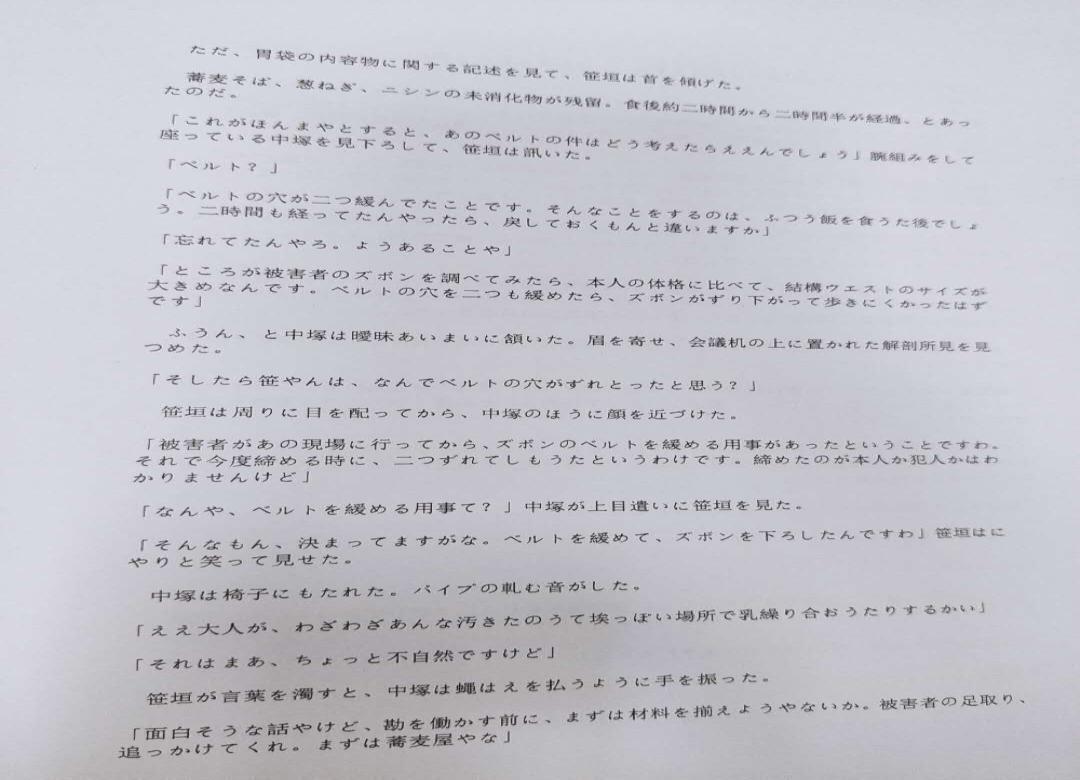 ただ、胃袋の内容物に関する記述を見て、笹垣は首を傾げた。
蕎麦そば、葱ねぎ、ニシンの未消化物が残留。食後約二時間から二時間半が経過、とあっ
たのだ。
「これがほんまやとすると、あのベルトの件はどう考えたらええんでしょう」腕組みをして
座っている中塚を見下ろして、笹垣は訊いた。
「ベルト？」
「ベルトの穴が二つ緩んでたことです。そんなことをするのは、ふつう飯を食うた後でしょ
う。二時間も経ってたんやったら、戻しておくもんと違いますか」
「忘れてたんやろ。ようあることや」
「ところが被害者のズボンを調べてみたら、本人の体格に比べて、結構ウエストのサイズが
大きめなんです。ベルトの穴を二つも緩めたら、ズボンがずり下がって歩きにくかったはず
です」
ふうん、と中塚は曖昧あいまいに頷いた。眉を寄せ、会議机の上に置かれた解剖所見を見
つめた。
「そしたら笹やんは、なんでベルトの穴がずれとったと思う？」
笹垣は周りに目を配ってから、中塚のほうに顔を近づけた。
「被害者があの現場に行ってから、ズボンのベルトを緩める用事があったということですわ。
それで今度締める時に、二つずれてしもうたというわけです。締めたのが本人か犯人かはわ
かりませんけど」
「なんや、ベルトを緩める用事て？」中塚が上目遣いに笹垣を見た。
「そんなもん、決まってますがな。ベルトを緩めて、ズボンを下ろしたんですわ」笹垣はに
やりと笑って見せた。
中塚は椅子にもたれた。パイプの軋む音がした。
「ええ大人が、わざわざあんな汚きたのうて埃っぽい場所で乳繰り合おうたりするかい」
「それはまあ、ちょっと不自然ですけど」
笹垣が言葉を濁すと、中塚は蠅はえを払うように手を振った。
「面白そうな話やけど、勘を働かす前に、まずは材料を揃えようやないか。被害者の足取り、
追っかけてくれ。まずは蕎麦屋やな」